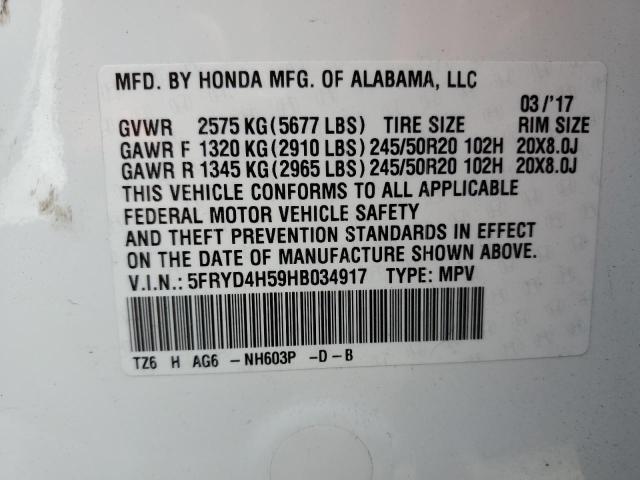 MFD. BY HONDA MFG. OF ALABAMA, LLC
03/'17
GVWR 2575 KG(5677 LBS) TIRE SIZE RIM SIZE
GAWR F 1320 KG(2910 LBS) 245/50R20 102H 20X8.0J
GAWR R 1345 KG(2965 LBS) 245/50R20 102H 20X8.0J
THIS VEHICLE CONFORMS TO ALL APPLICABLE
FEDERAL MOTOR VEHICLE SAFETY
AND THEFT PREVENTION STANDARDS IN EFFECT
ON THE DATE OF MANUFACTURE SHOWN ABOVE.
V.I.N.: 5FRYD4H59HB034917 TYPE: MPV
TZ6 H AG6 -NH603P -D-B